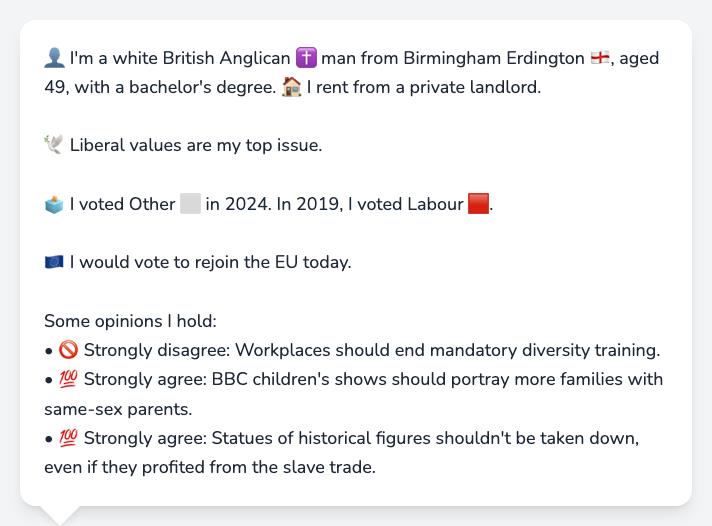 👤 I'm a white British Anglican ✝️ man from Birmingham Erdington 🏴󠁧󠁢󠁥󠁮󠁧󠁿, aged
49, with a bachelor's degree. 🏠 I rent from a private landlord.
🕊️ Liberal values are my top issue.
🗳️ I voted Other ⬜ in 2024. In 2019, I voted Labour 🟥.
🇪🇺 I would vote to rejoin the EU today.
Some opinions I hold:
• 🚫 Strongly disagree: Workplaces should end mandatory diversity training.
• 💯 Strongly agree: BBC children's shows should portray more families with
same-sex parents.
• 💯 Strongly agree: Statues of historical figures shouldn't be taken down,
even if they profited from the slave trade.